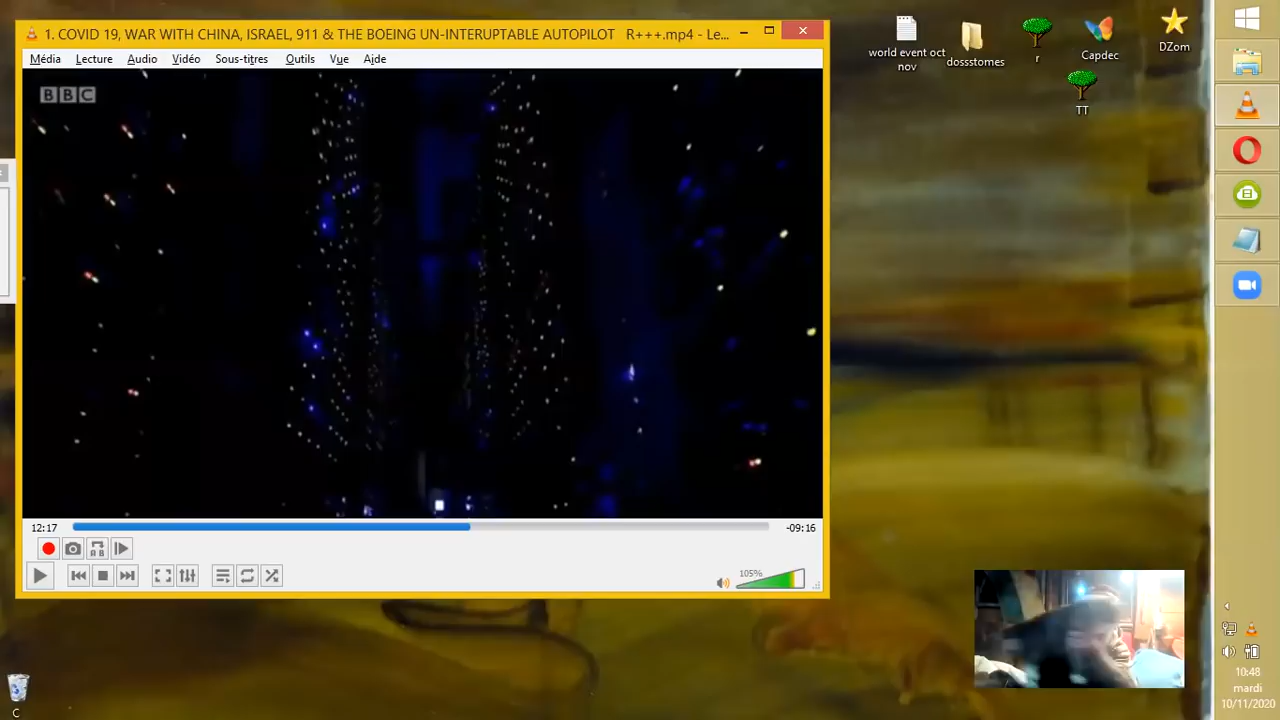 1. COVID 19, WAR WITH CHINA, ISRAEL, 911 & THE BOEING UN-INTERUPTABLE AUTOPILOT R+++.mp4 - Le...
Média Lecture Audio Vidéo Sous-titres Outils Vue Aide
BBC
12:17
-09:16
105%
world event oct
nov
dossstomes
r
Capdec
DZom
TT
C
10:48
mardi
10/11/2020